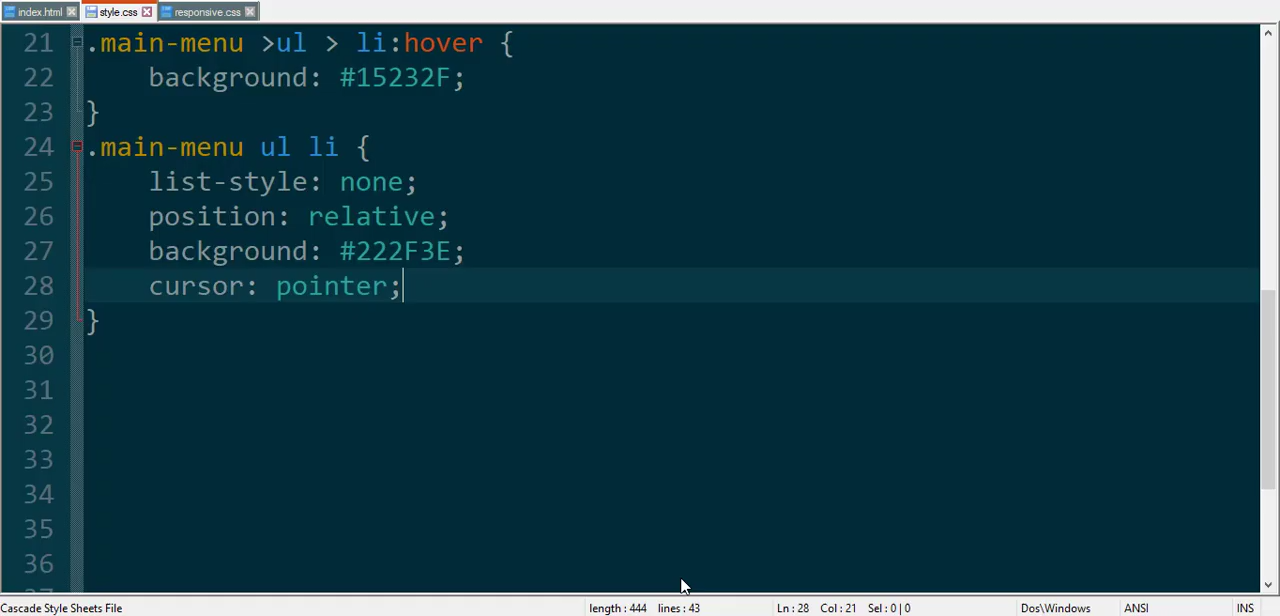 index.html style.css responsive.css
21 .main-menu >ul > li:hover {
22 background: #15232F;
23 }
24 .main-menu ul li {
25 list-style: none;
26 position: relative;
27 background: #222F3E;
28 cursor: pointer;
29 }
30
31
32
33
34
35
36
Cascade Style Sheets File length : 444 lines : 43 Ln : 28 Col : 21 Sel : 0 | 0 Dos\Windows ANSI INS